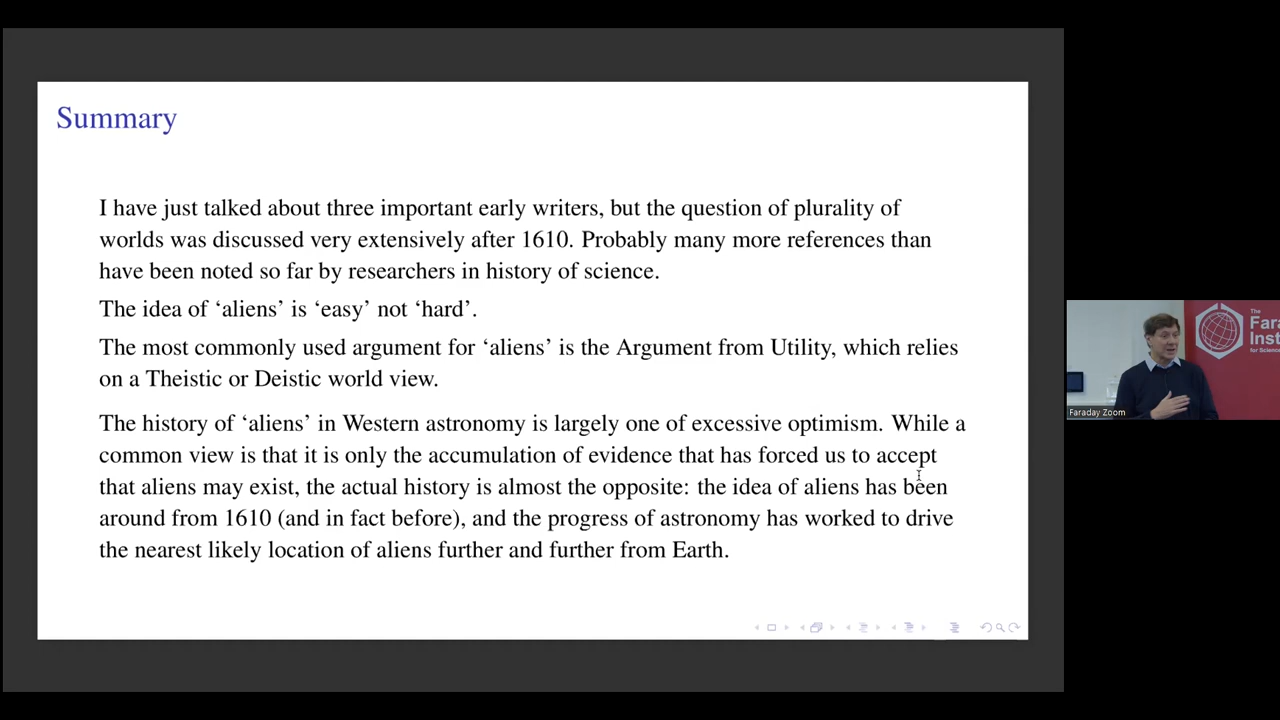 Summary
I have just talked about three important early writers, but the question of plurality of
worlds was discussed very extensively after 1610. Probably many more references than
have been noted so far by researchers in history of science.
The idea of ‘aliens’ is ‘easy’ not ‘hard’.
The most commonly used argument for ‘aliens’ is the Argument from Utility, which relies
on a Theistic or Deistic world view.
The history of ‘aliens’ in Western astronomy is largely one of excessive optimism. While a
common view is that it is only the accumulation of evidence that has forced us to accept
that aliens may exist, the actual history is almost the opposite: the idea of aliens has been
around from 1610 (and in fact before), and the progress of astronomy has worked to drive
the nearest likely location of aliens further and further from Earth.
The
Fara
Inst
for Science
Faraday Zoom